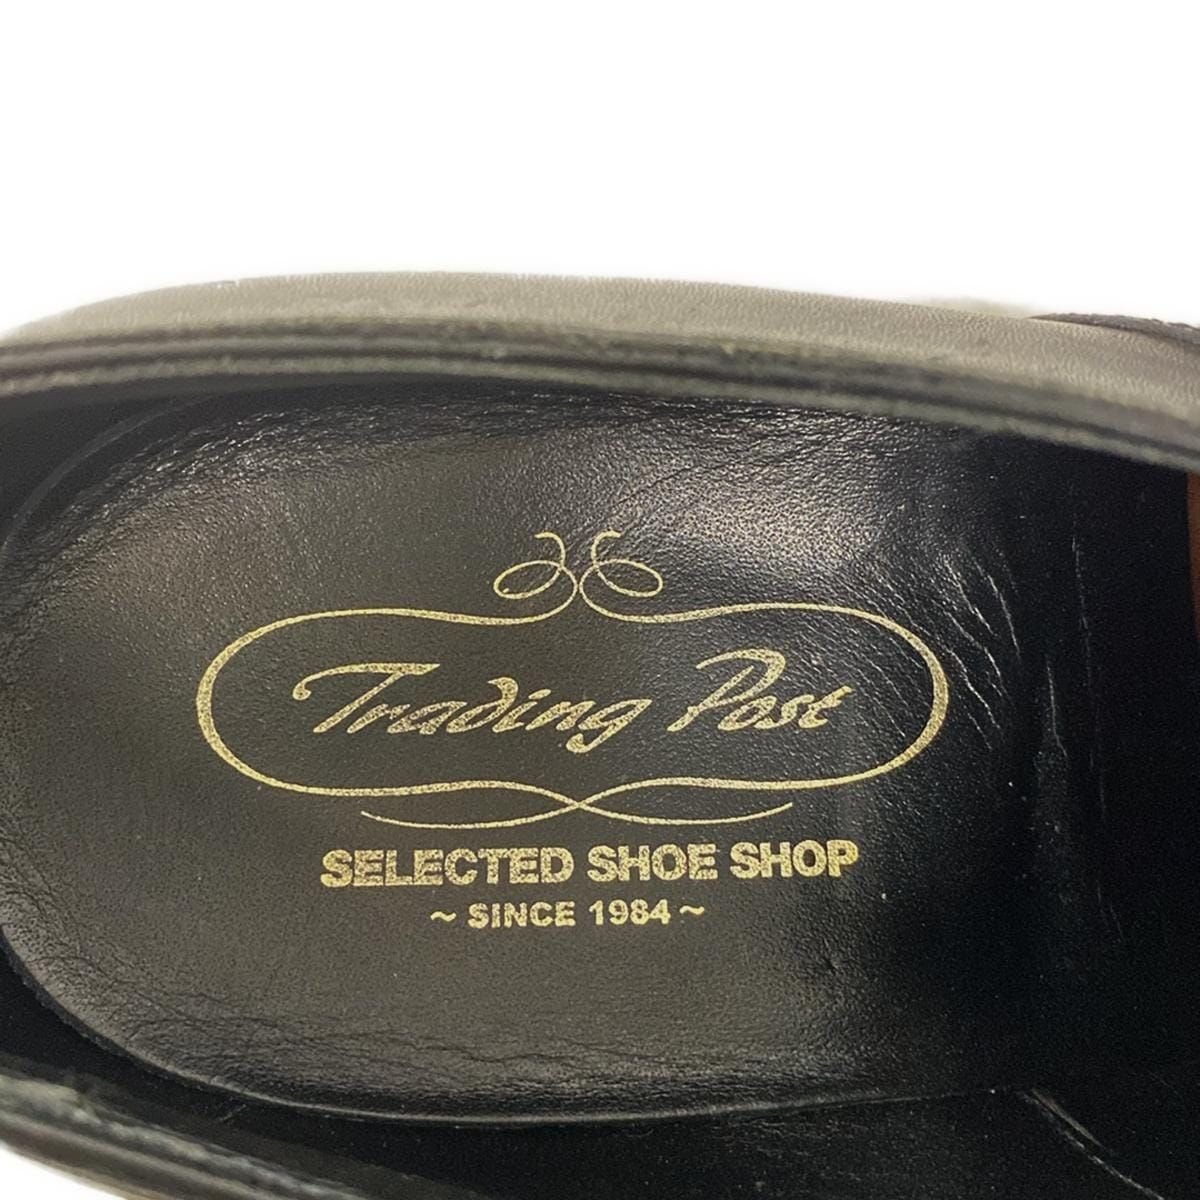 Trading Post
SELECTED SHOE SHOP
~ SINCE 1984 ~